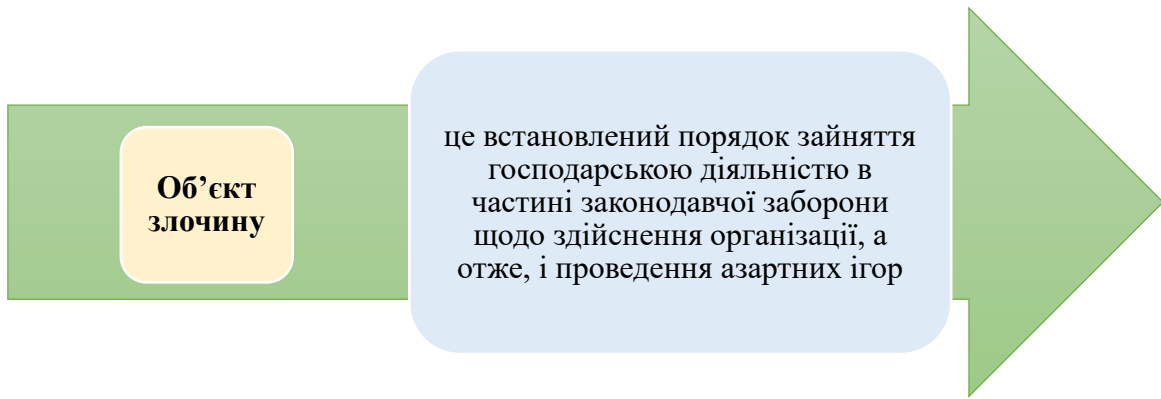 Об’єкт
злочину
це встановлений порядок зайняття
господарською діяльністю в
частині законодавчої заборони
щодо здійснення організації, а
отже, і проведення азартних ігор